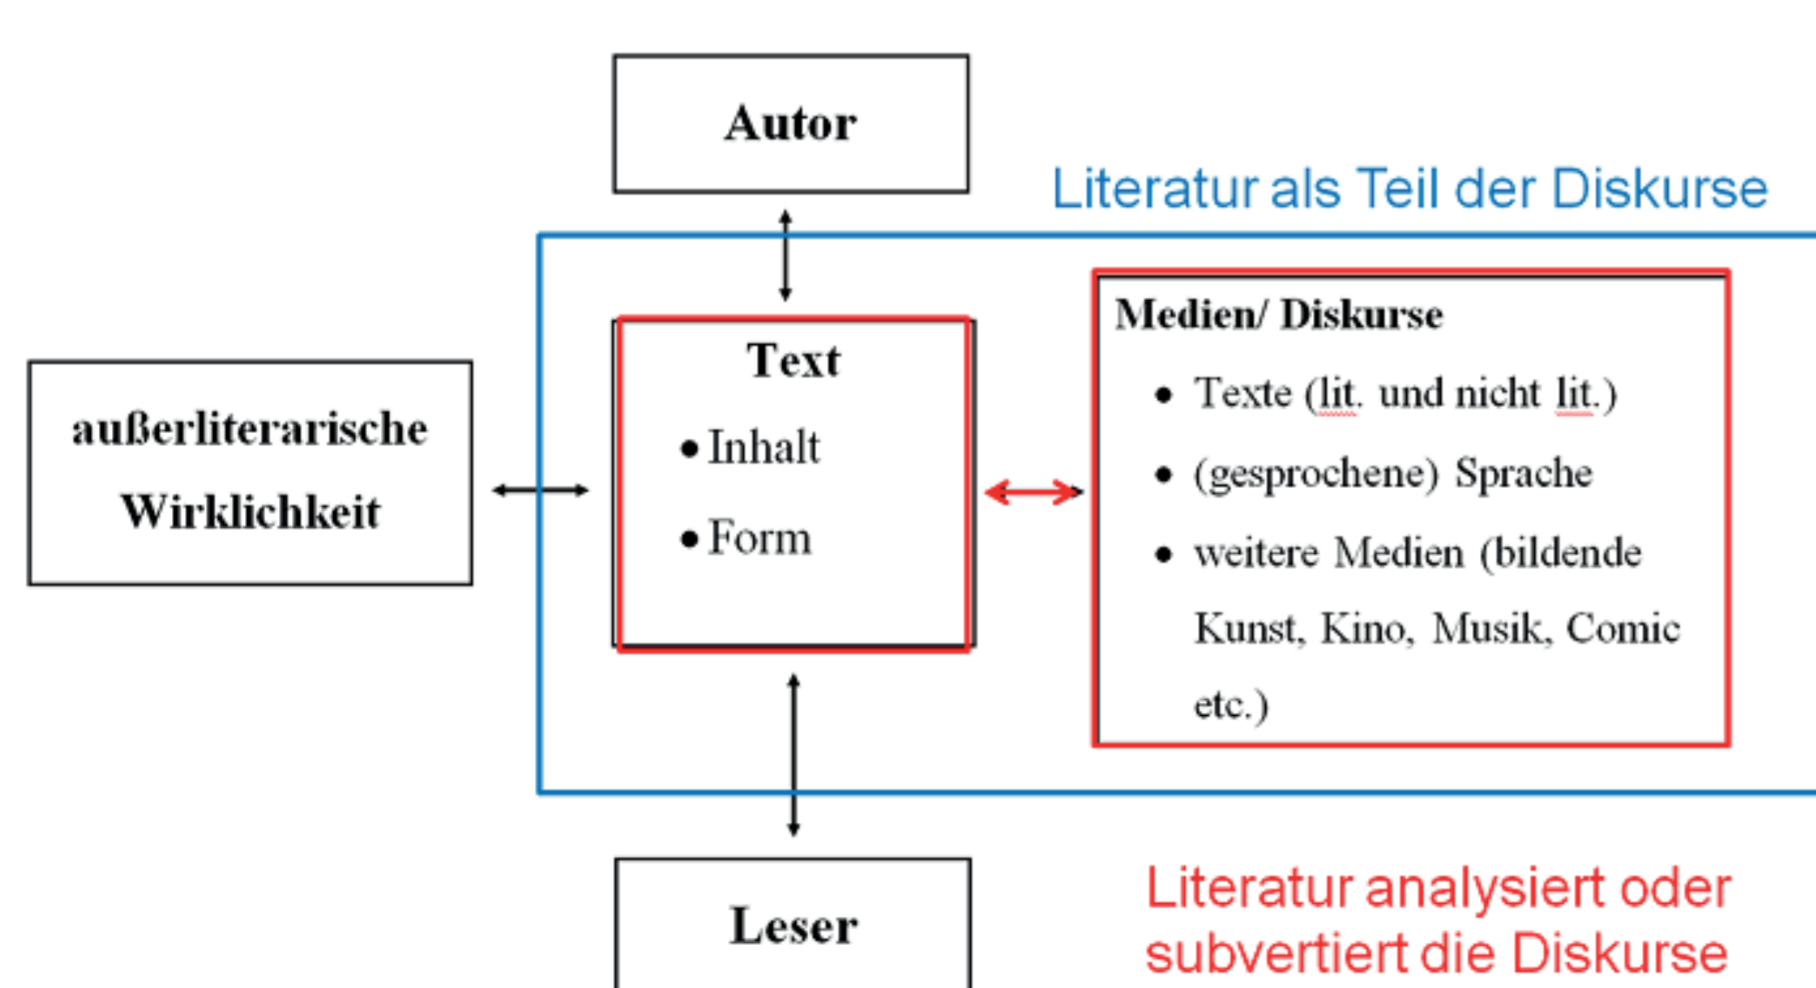 Autor
Literatur als Teil der Diskurse
Text
• Inhalt
• Form
außerliterarische
Wirklichkeit
Medien/ Diskurse
• Texte (lit. und nicht lit.)
• (gesprochene) Sprache
• weitere Medien (bildende
Kunst, Kino, Musik, Comic
etc.)
Leser
Literatur analysiert oder
subvertiert die Diskurse